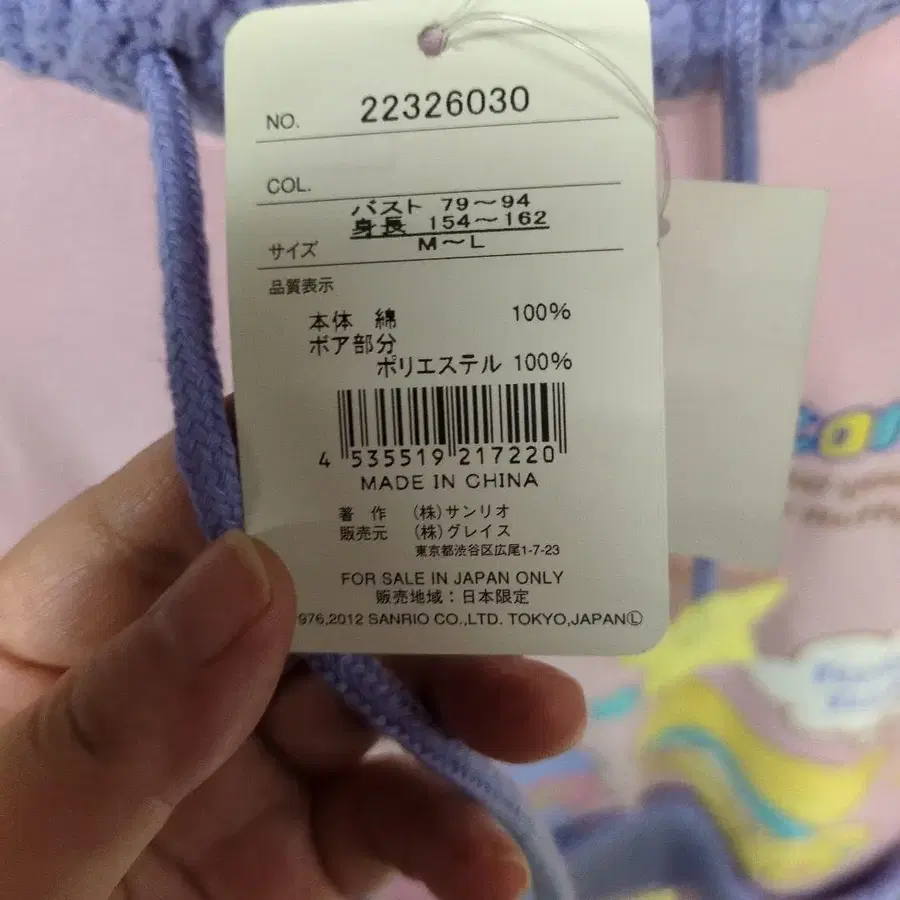 NO. 22326030
COL.
バスト 79～94
身長 154～162
サイズ M～L
品質表示
本体 綿 100%
ボア部分
ポリエステル 100%
4 535519 217220
MADE IN CHINA
著 作 (株)サンリオ
販売元 (株)グレイス
東京都渋谷区広尾1-7-23
FOR SALE IN JAPAN ONLY
販売地域：日本限定
976,2012 SANRIO CO.,LTD. TOKYO,JAPANⓁ